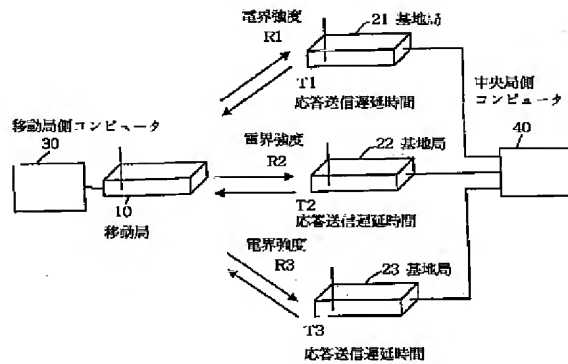 電界強度
R1
21 基地局
T1
応答送信遅延時間
中央局側
コンピュータ
40
移動局側コンピュータ
30
電界強度
R2
22 基地局
10
移動局
T2
応答送信遅延時間
電界強度
R3
23 基地局
T3
応答送信遅延時間